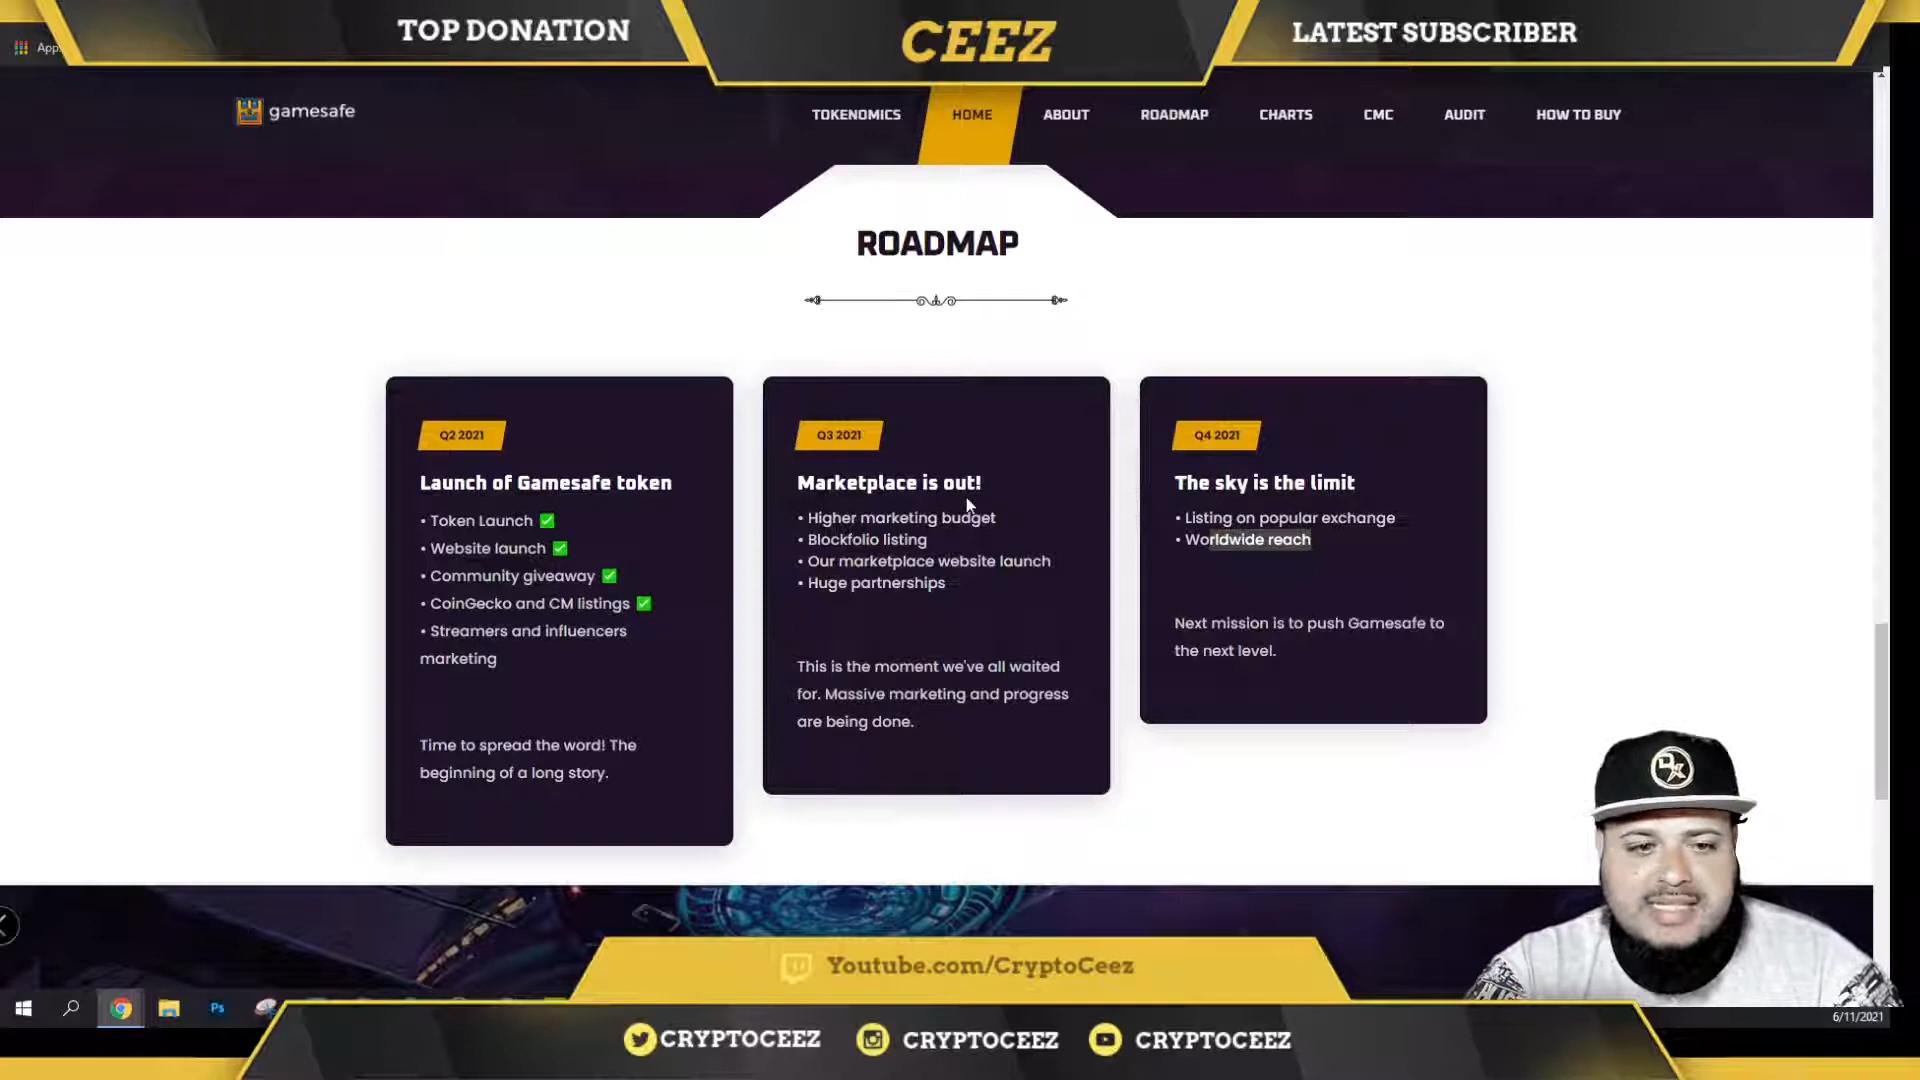 TOP DONATION
CEEZ
LATEST SUBSCRIBER
App
gamesafe
TOKENOMICS
HOME
ABOUT
ROADMAP
CHARTS
CMC
AUDIT
HOW TO BUY
ROADMAP
Q2 2021
Launch of Gamesafe token
• Token Launch ✅
• Website launch ✅
• Community giveaway ✅
• CoinGecko and CM listings ✅
• Streamers and influencers
marketing
Time to spread the word! The
beginning of a long story.
Q3 2021
Marketplace is out!
• Higher marketing budget
• Blockfolio listing
• Our marketplace website launch
• Huge partnerships
This is the moment we've all waited
for. Massive marketing and progress
are being done.
Q4 2021
The sky is the limit
• Listing on popular exchange
• Worldwide reach
Next mission is to push Gamesafe to
the next level.
DX
Youtube.com/CryptoCeez
Ps
6/11/2021
CRYPTOCEEZ
CRYPTOCEEZ
CRYPTOCEEZ